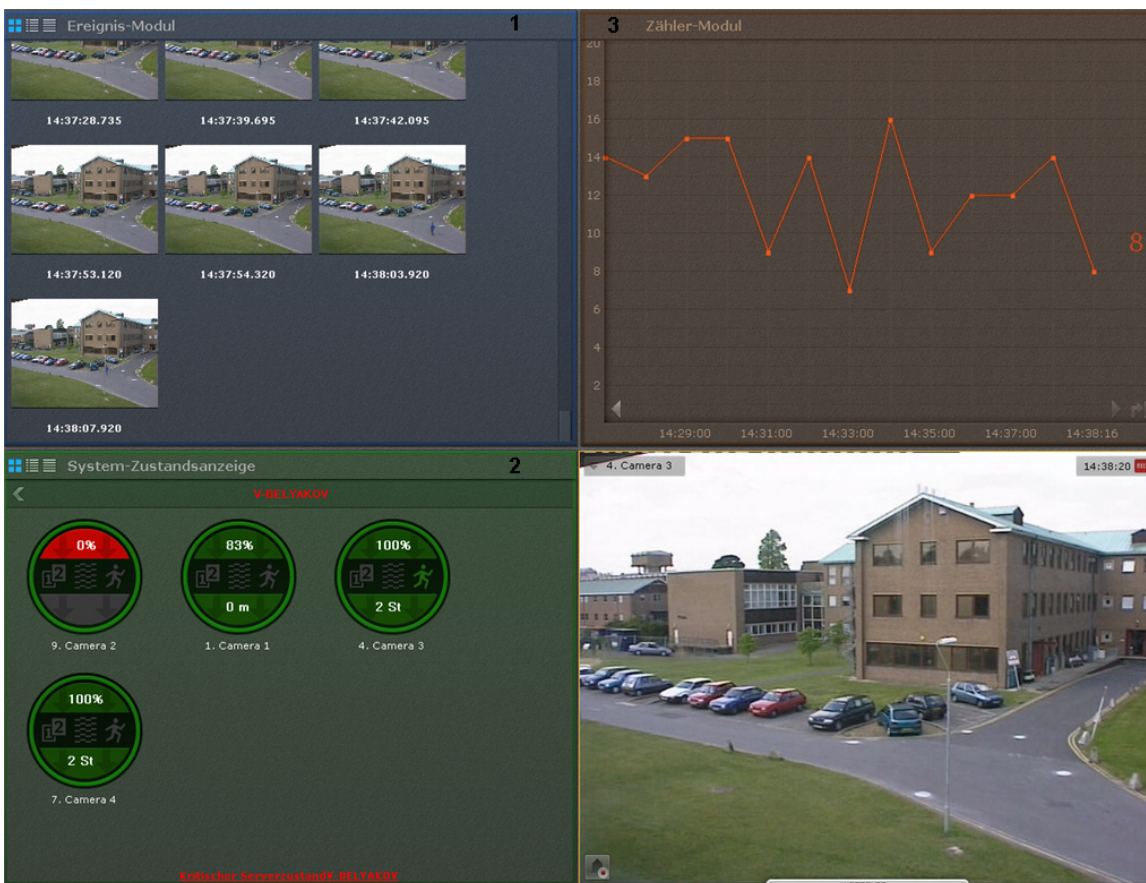 Ereignis-Modul
1
14:37:28.735
14:37:39.695
14:37:42.095
14:37:53.120
14:37:54.320
14:38:03.920
14:38:07.920
3
Zähler-Modul
20
18
16
14
12
10
8
6
4
2
8
14:29:00
14:31:00
14:33:00
14:35:00
14:37:00
14:38:16
System-Zustandsanzeige
2
V-BELYAKOV
0%
12
9. Camera 2
83%
12
0 m
1. Camera 1
100%
12
2 St
4. Camera 3
100%
12
2 St
7. Camera 4
Kritischer ServerzustandV-BELYAKOV
4. Camera 3
14:38:20
REC